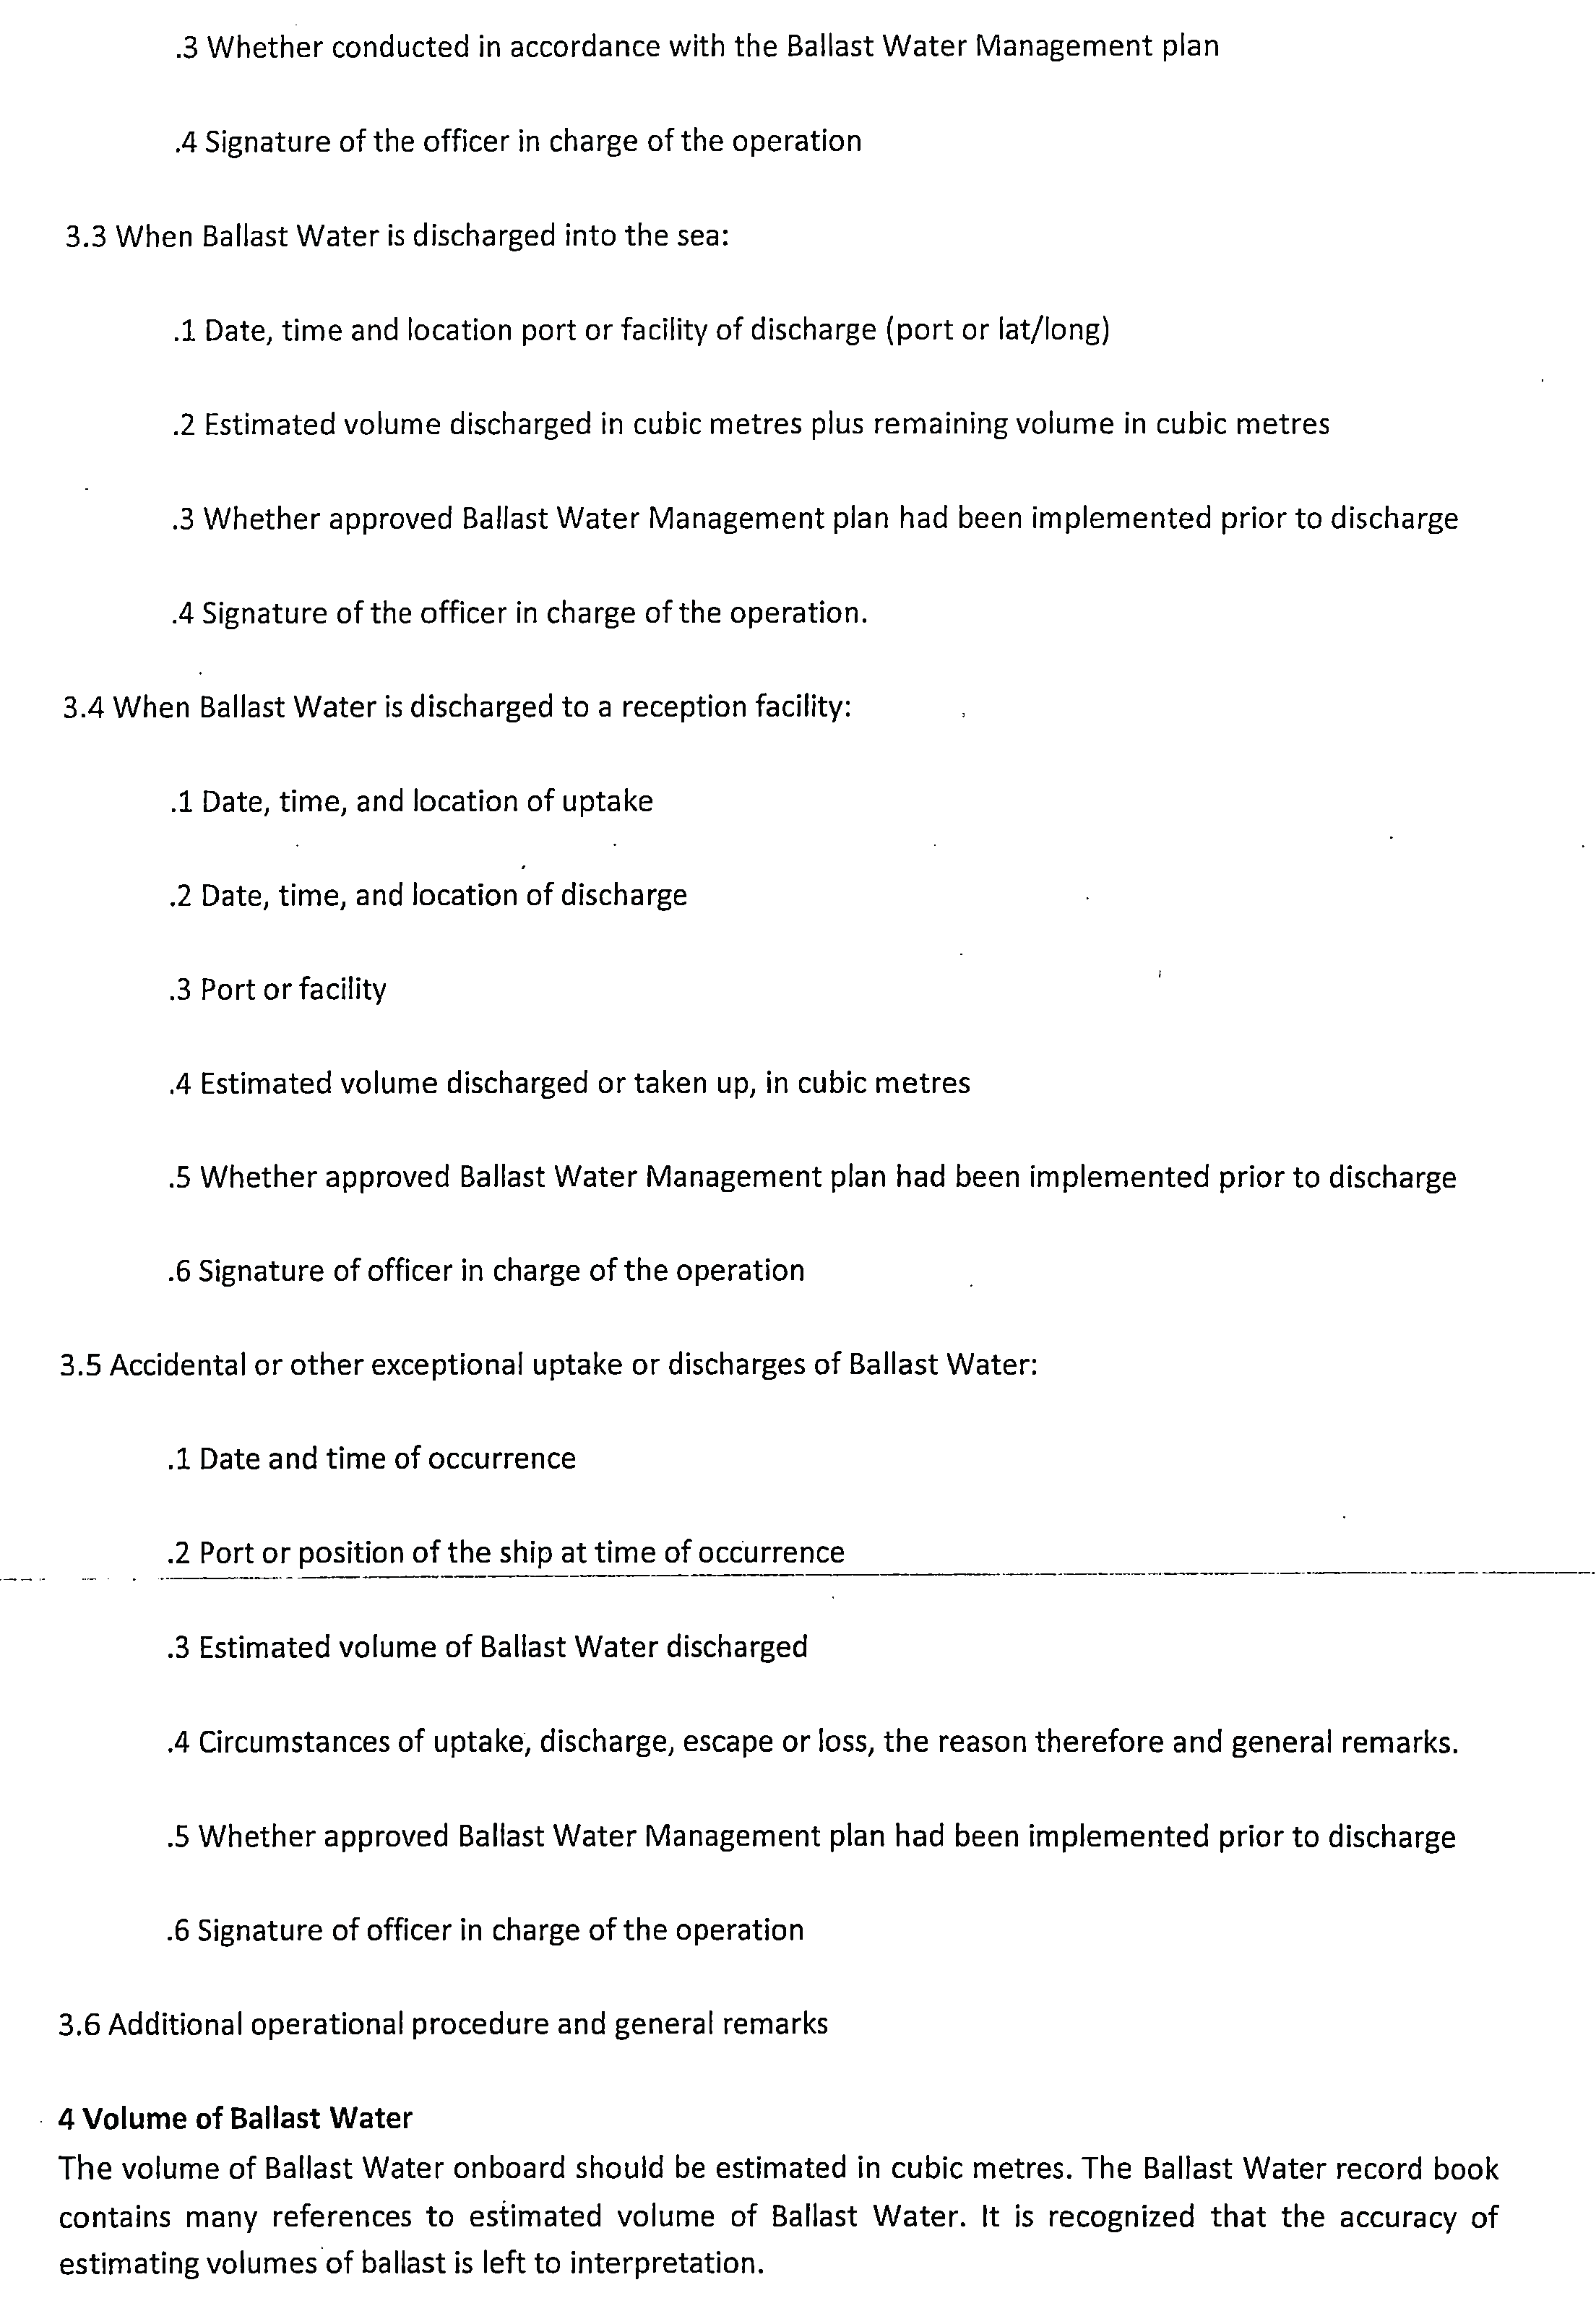 .3 Whether conducted in accordance with the Ballast Water Management plan
.4 Signature of the officer in charge of the operation
3.3 When Ballast Water is discharged into the sea:
.1 Date, time and location port or facility of discharge (port or lat/long)
.2 Estimated volume discharged in cubic metres plus remaining volume in cubic metres
.3 Whether approved Ballast Water Management plan had been implemented prior to discharge
.4 Signature of the officer in charge of the operation.
3.4 When Ballast Water is discharged to a reception facility:
.1 Date, time, and location of uptake
.2 Date, time, and location of discharge
.3 Port or facility
.4 Estimated volume discharged or taken up, in cubic metres
.5 Whether approved Ballast Water Management plan had been implemented prior to discharge
.6 Signature of officer in charge of the operation
3.5 Accidental or other exceptional uptake or discharges of Ballast Water:
.1 Date and time of occurrence
.2 Port or position of the ship at time of occurrence
.3 Estimated volume of Ballast Water discharged
.4 Circumstances of uptake, discharge, escape or loss, the reason therefore and general remarks.
.5 Whether approved Ballast Water Management plan had been implemented prior to discharge
.6 Signature of officer in charge of the operation
3.6 Additional operational procedure and general remarks
4 Volume of Ballast Water
The volume of Ballast Water onboard should be estimated in cubic metres. The Ballast Water record book
contains many references to estimated volume of Ballast Water. It is recognized that the accuracy of
estimating volumes of ballast is left to interpretation.